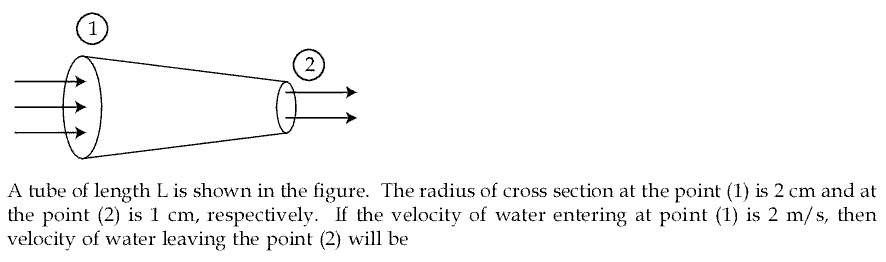 1
2
A tube of length L is shown in the figure. The radius of cross section at the point (1) is 2 cm and at
the point (2) is 1 cm, respectively. If the velocity of water entering at point (1) is 2 m/s, then
velocity of water leaving the point (2) will be